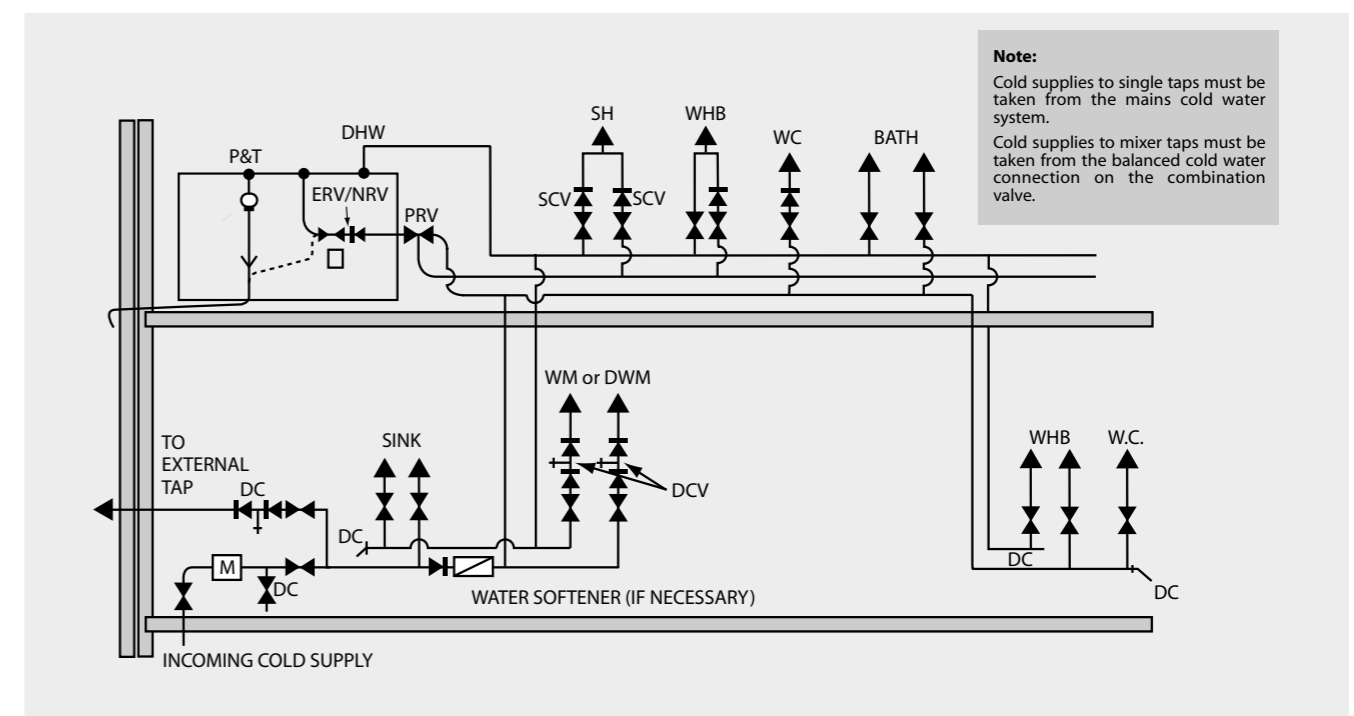 Note:
Cold supplies to single taps must be
taken from the mains cold water
system.
Cold supplies to mixer taps must be
taken from the balanced cold water
connection on the combination
valve.
SH
WHB
WC
BATH
DHW
P&T
ERV/NRV
PRV
SCV
SCV
WM or DWM
SINK
TO
EXTERNAL
TAP
DC
DCV
WHB
W.C.
DC
M
DC
DC
DC
WATER SOFTENER (IF NECESSARY)
INCOMING COLD SUPPLY